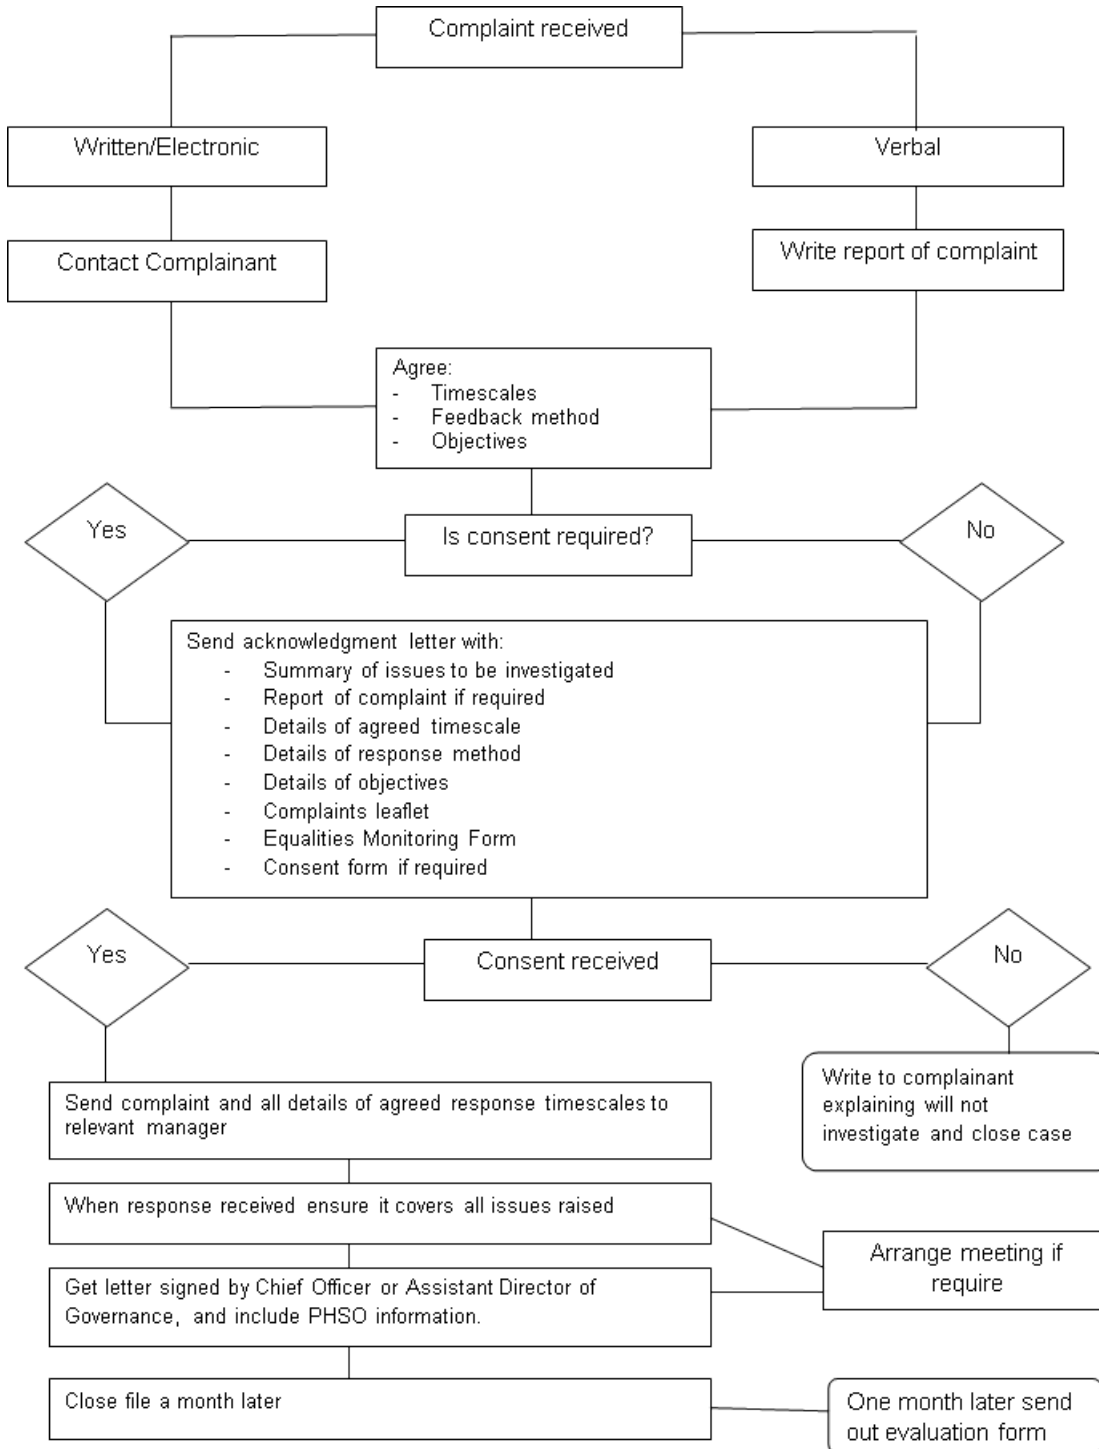 Complaint received
Written/Electronic
Verbal
Contact Complainant
Write report of complaint
Agree:
- Timescales
- Feedback method
- Objectives
Yes
Is consent required?
No
Send acknowledgment letter with:
- Summary of issues to be investigated
- Report of complaint if required
- Details of agreed timescale
- Details of response method
- Details of objectives
- Complaints leaflet
- Equalities Monitoring Form
- Consent form if required
Yes
Consent received
No
Send complaint and all details of agreed response timescales to
relevant manager
Write to complainant
explaining will not
investigate and close case
When response received ensure it covers all issues raised
Arrange meeting if
require
Get letter signed by Chief Officer or Assistant Director of
Governance, and include PHSO information.
Close file a month later
One month later send
out evaluation form